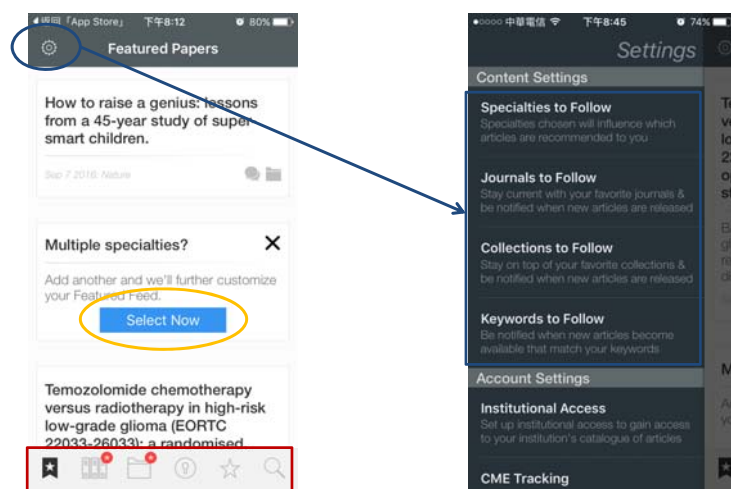 返回「App Store」 下午8:12 80%
Featured Papers
How to raise a genius: lessons
from a 45-year study of super-
smart children.
Sep 7 2016, Nature
Multiple specialties?
Add another and we'll further customize
your Featured Feed.
Select Now
Temozolomide chemotherapy
versus radiotherapy in high-risk
low-grade glioma (EORTC
22033-26033): a randomised
中華電信 下午8:45 74%
Settings
Content Settings
Specialties to Follow
Specialties chosen will influence which
articles are recommended to you
Journals to Follow
Stay current with your favorite journals &
be notified when new articles are released
Collections to Follow
Stay on top of your favorite collections &
be notified when new articles are released
Keywords to Follow
Be notified when new articles become
available that match your keywords
Account Settings
Institutional Access
Set up institutional access to gain access
to your institution's catalogue of articles
CME Tracking